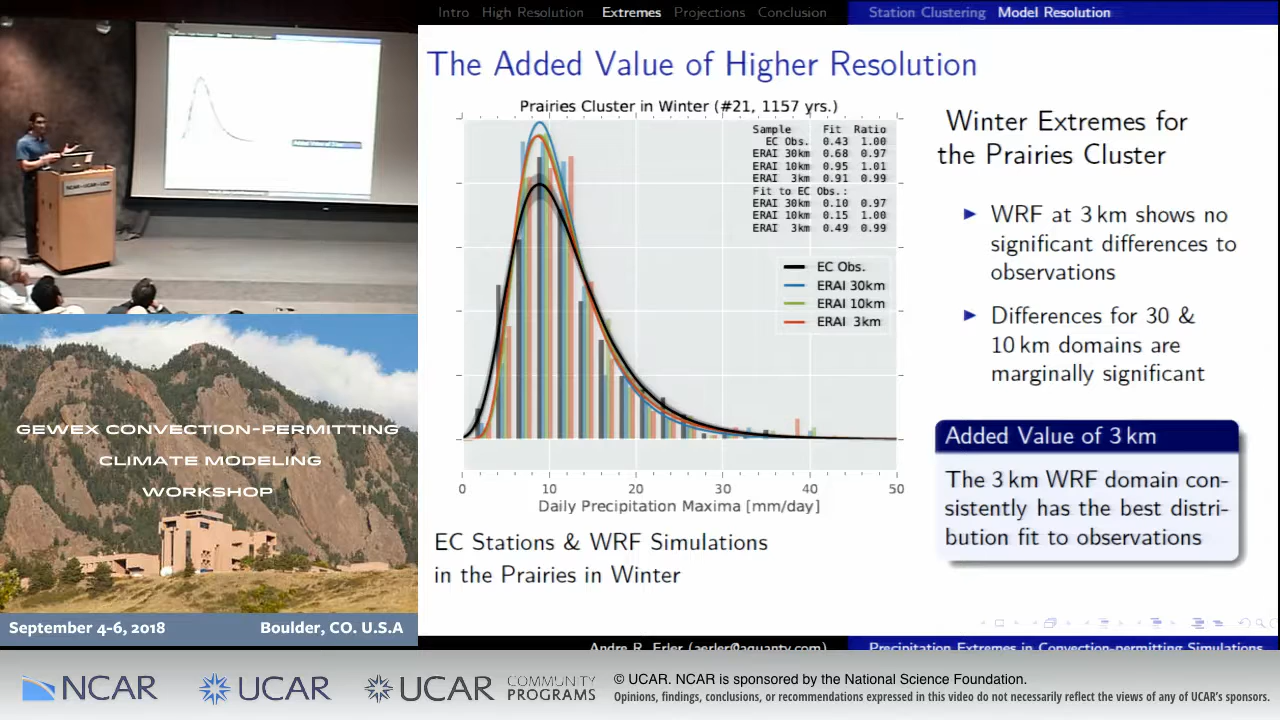 Intro High Resolution Extremes Projections Conclusion
Station Clustering Model Resolution
The Added Value of Higher Resolution
Prairies Cluster in Winter (#21, 1157 yrs.)
Sample Fit Ratio
EC Obs. 0.43 1.00
ERAI 30km 0.68 0.97
ERAI 10km 0.95 1.01
ERAI 3km 0.91 0.99
Fit to EC Obs.:
ERAI 30km 0.10 0.97
ERAI 10km 0.15 1.00
ERAI 3km 0.49 0.99
EC Obs.
ERAI 30km
ERAI 10km
ERAI 3km
0 10 20 30 40 50
Daily Precipitation Maxima [mm/day]
EC Stations & WRF Simulations
in the Prairies in Winter
Winter Extremes for
the Prairies Cluster
WRF at 3 km shows no
significant differences to
observations
Differences for 30 &
10 km domains are
marginally significant
Added Value of 3 km
The 3 km WRF domain con-
sistently has the best distri-
bution fit to observations
Andre R. Erler (aerler@aquanty.com)
Precipitation Extremes in Convection-permitting Simulations
NCAR-UCAR-UCP
GEWEX CONVECTION-PERMITTING
CLIMATE MODELING
WORKSHOP
September 4-6, 2018
Boulder, CO. U.S.A
NCAR
UCAR
UCAR
COMMUNITY
PROGRAMS
© UCAR. NCAR is sponsored by the National Science Foundation.
Opinions, findings, conclusions, or recommendations expressed in this video do not necessarily reflect the views of any of UCAR's sponsors.